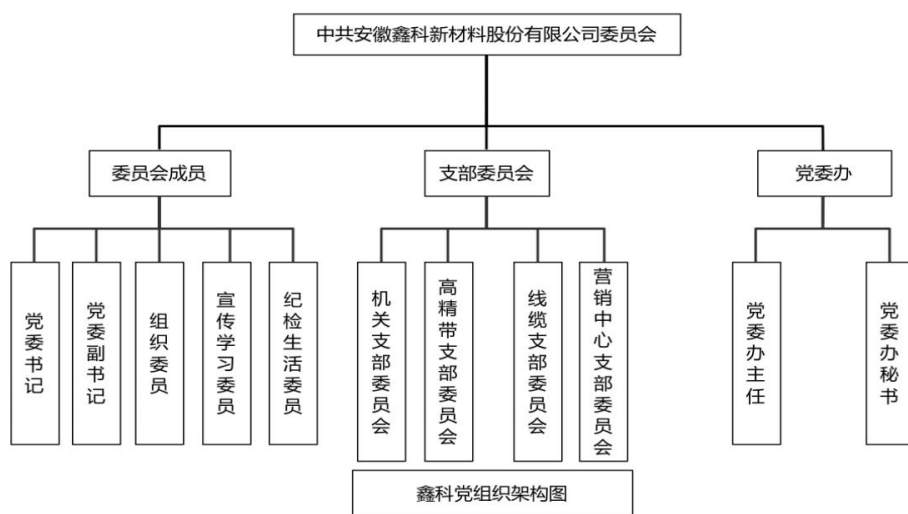 中共安徽鑫科新材料股份有限公司委员会
委员会成员
支部委员会
党委办
党委书记
党委副书记
组织委员
宣传学习委员
纪检生活委员
机关支部委员会
高精带支部委员会
线缆支部委员会
营销中心支部委员会
党委办主任
党委办秘书
鑫科党组织架构图